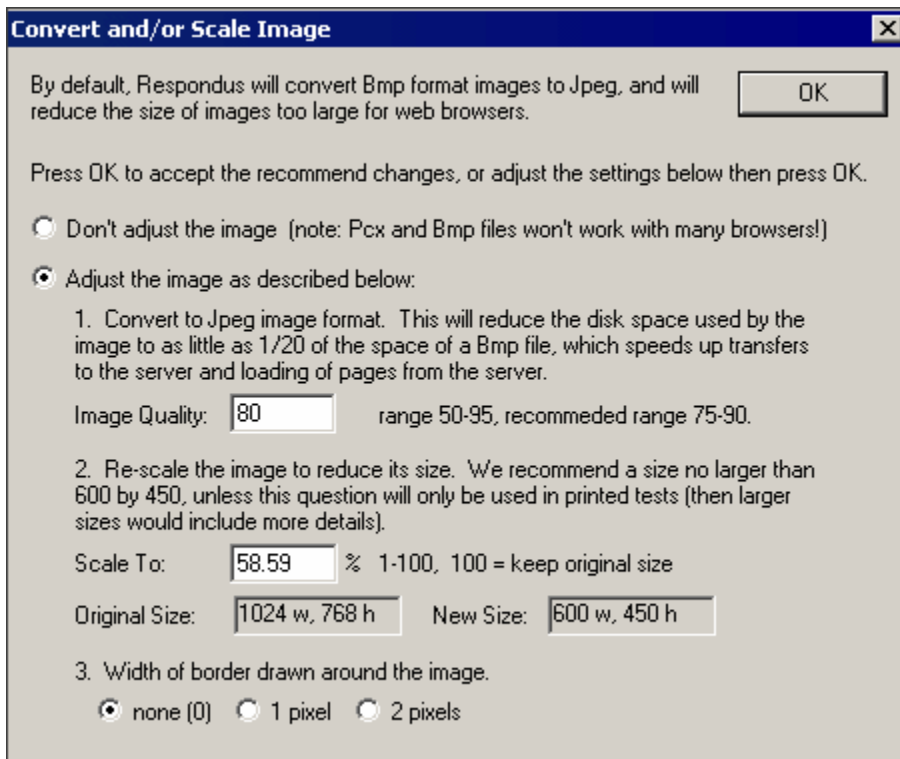 Convert and/or Scale Image
By default, Respondus will convert Bmp format images to Jpeg, and will
reduce the size of images too large for web browsers.
OK
Press OK to accept the recommend changes, or adjust the settings below then press OK.
Don't adjust the image (note: Pcx and Bmp files won't work with many browsers!)
Adjust the image as described below:
1. Convert to Jpeg image format. This will reduce the disk space used by the
image to as little as 1/20 of the space of a Bmp file, which speeds up transfers
to the server and loading of pages from the server.
Image Quality: 80 range 50-95, recommeded range 75-90.
2. Re-scale the image to reduce its size. We recommend a size no larger than
600 by 450, unless this question will only be used in printed tests (then larger
sizes would include more details).
Scale To: 58.59 % 1-100, 100 = keep original size
Original Size: 1024 w, 768 h New Size: 600 w, 450 h
3. Width of border drawn around the image.
none (0) 1 pixel 2 pixels